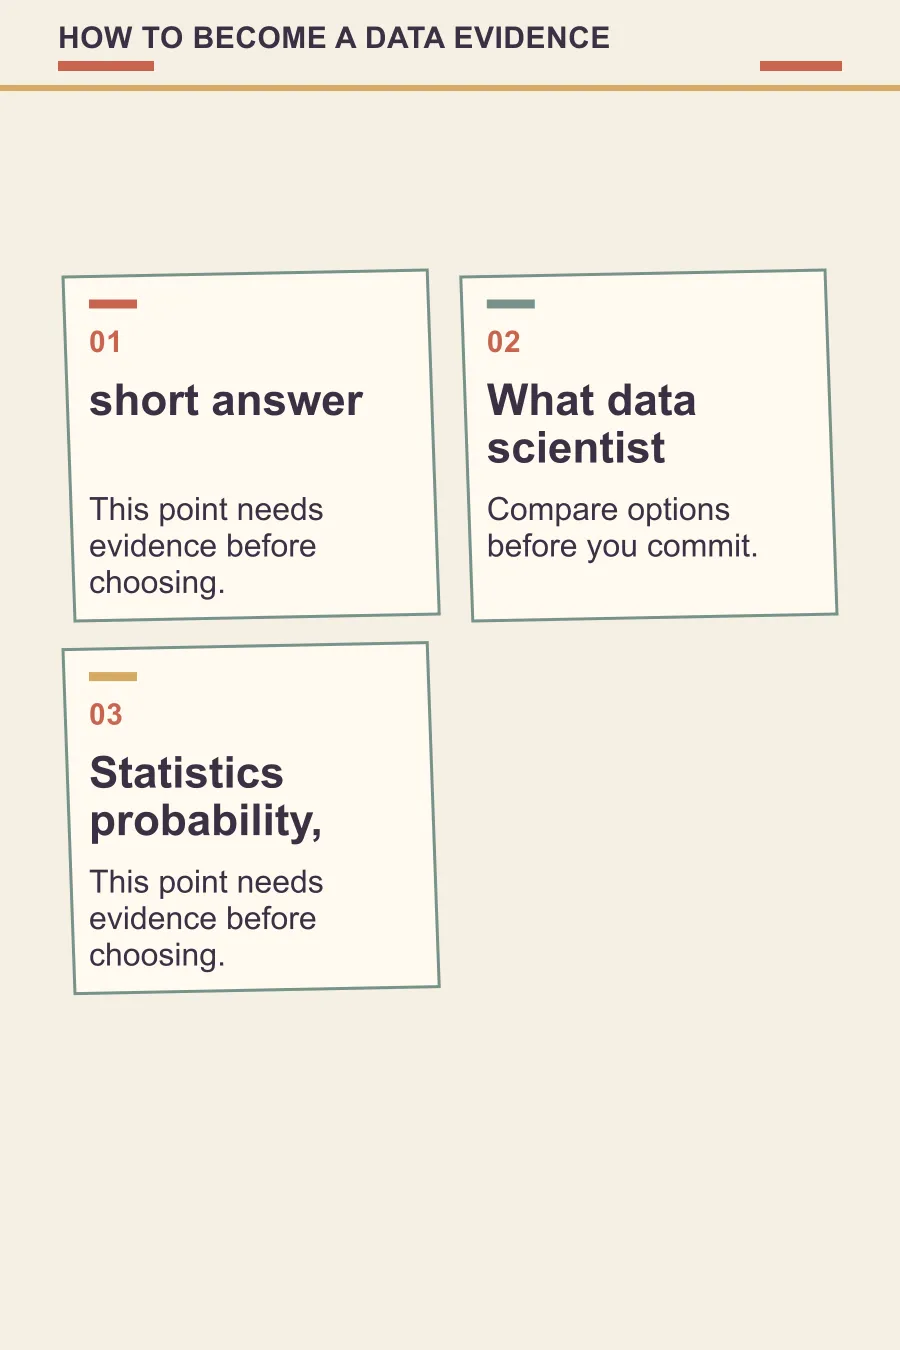 HOW TO BECOME A DATA EVIDENCE
01
short answer
This point needs
evidence before
choosing.
02
What data
scientist
Compare options
before you commit.
03
Statistics
probability,
This point needs
evidence before
choosing.